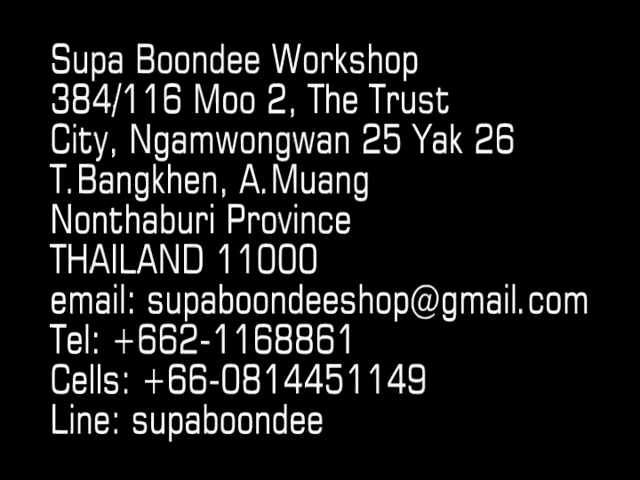 Supa Boondee Workshop
384/116 Moo 2, The Trust
City, Ngamwongwan 25 Yak 26
T.Bangkhen, A.Muang
Nonthaburi Province
THAILAND 11000
email: supaboondeeshop@gmail.com
Tel: +662-1168861
Cells: +66-0814451149
Line: supaboondee